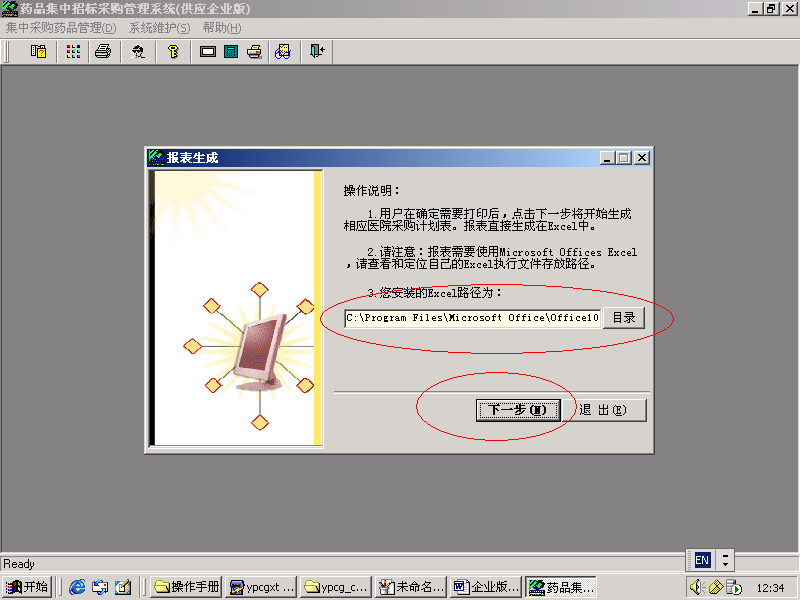 药品集中招标采购管理系统(供应企业版)
集中采购药品管理(D) 系统维护(S) 帮助(H)
报表生成
操作说明：
1.用户在确定需要打印后，点击下一步将开始生成
相应医院采购计划表。报表直接生成在Excel中。
2.请注意：报表需要使用Microsoft Offices Excel
，请查看和定位自己的Excel执行文件存放路径。
3.您安装的Excel路径为：
C:\Program Files\Microsoft Office\Office10 目录
下一步(N) 退 出(E)
Ready
EN
开始 操作手册 ypcgxt ... ypcg_c... 未命名... 企业版... 药品集... 12:34